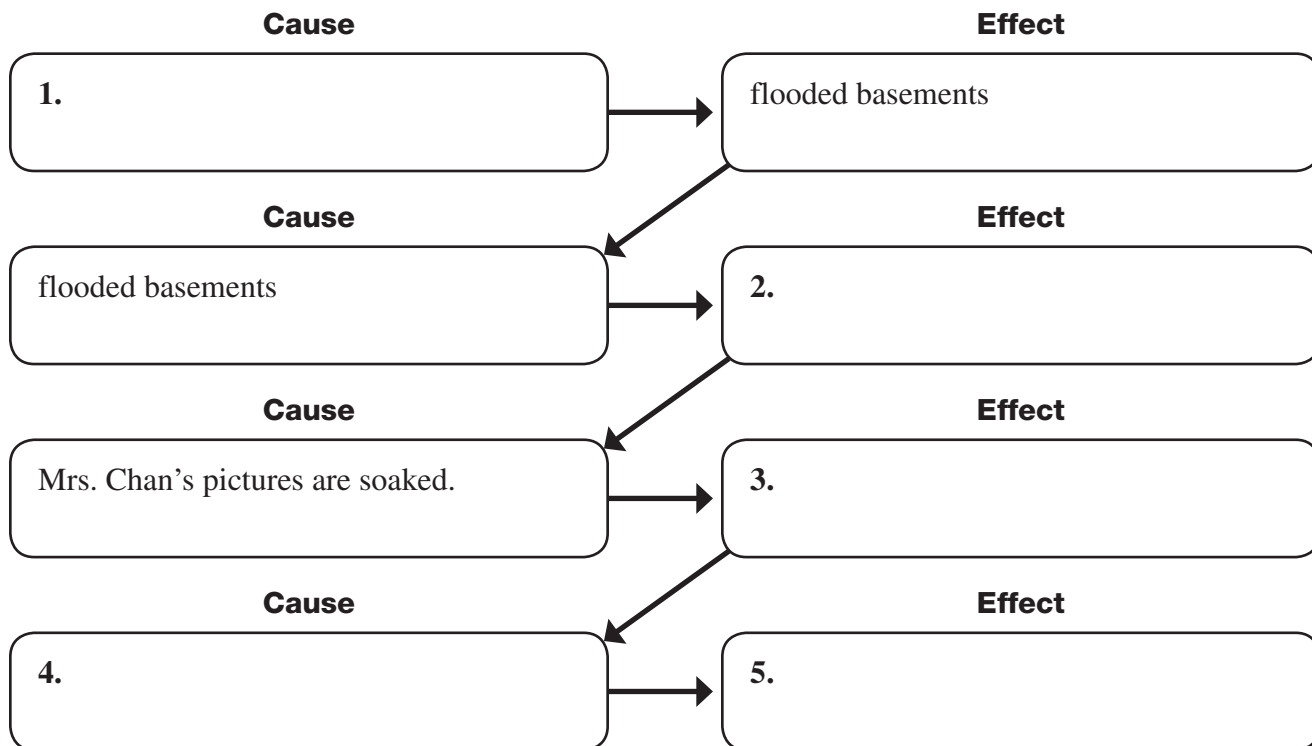 Cause
Effect
1.
flooded basements
Cause
Effect
flooded basements
2.
Cause
Effect
Mrs. Chan’s pictures are soaked.
3.
Cause
Effect
4.
5.